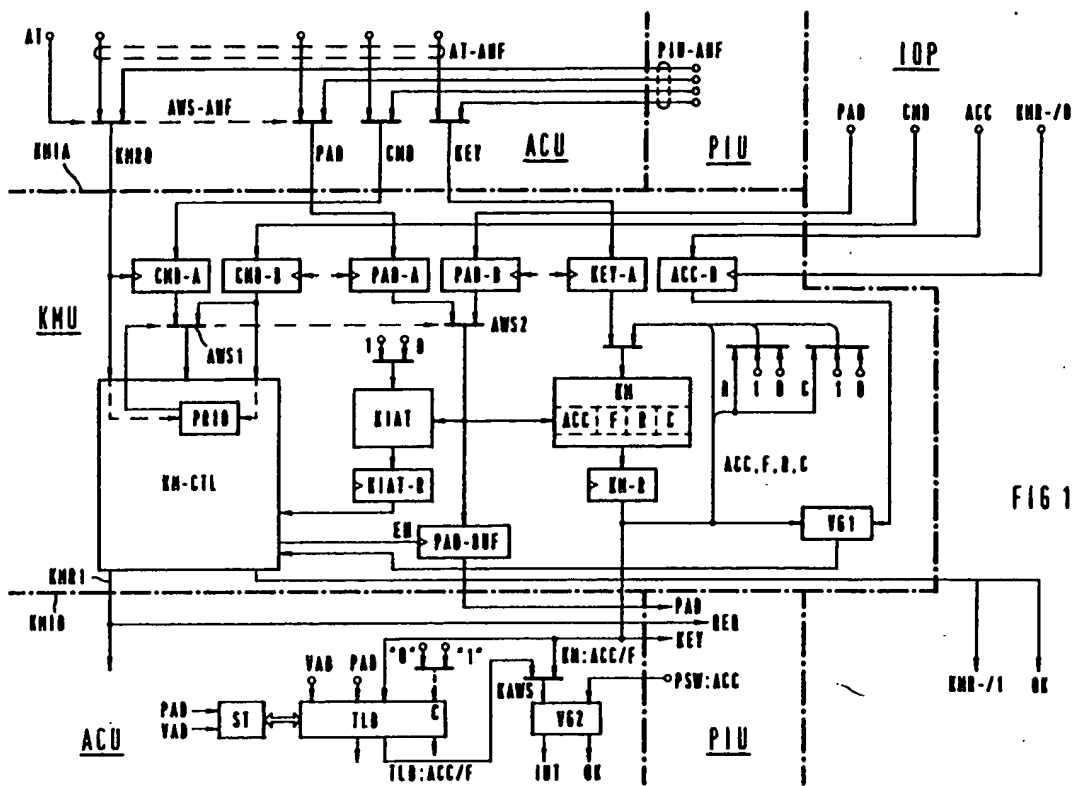 AT
AT-ANF
PIU-ANF
IOP
AWS-ANF
PAD
CMD
ACC
KMR-/0
KM1A
KMR0
PAD
CMD
KEY
ACU
PIU
CMD-A
CMD-B
PAD-A
PAD-B
KEY-A
ACC-B
KMU
AWS1
AWS2
1
0
PRIO
KIAT
KM
ACC
F
R
C
R
1
0
C
1
0
ACC,F,R,C
KM-CTL
KIAT-R
KM-R
FIG 1
EN
PAD-BUF
VG1
KMR1
KM1B
PAD
REQ
KEY
VAD
PAD
"0"
"1"
KM:ACC/F
KAWS
PSW:ACC
KMR-/1
OK
PAD
VAD
ST
TLB
C
VG2
ACU
TLB:ACC/F
INT
OK
PIU